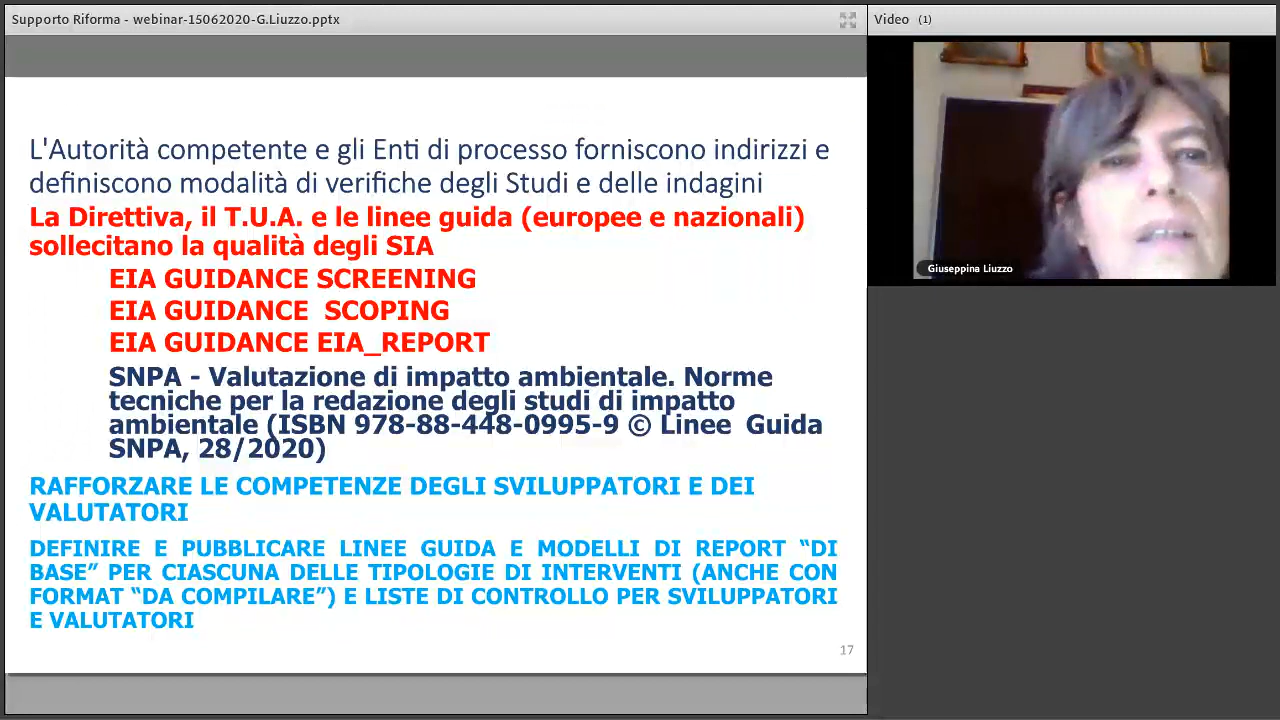 Supporto Riforma - webinar-15062020-G.Liuzzo.pptx
Video (1)
Giuseppina Liuzzo
L'Autorità competente e gli Enti di processo forniscono indirizzi e
definiscono modalità di verifiche degli Studi e delle indagini
La Direttiva, il T.U.A. e le linee guida (europee e nazionali)
sollecitano la qualità degli SIA
EIA GUIDANCE SCREENING
EIA GUIDANCE  SCOPING
EIA GUIDANCE EIA_REPORT
SNPA - Valutazione di impatto ambientale. Norme
tecniche per la redazione degli studi di impatto
ambientale (ISBN 978-88-448-0995-9 © Linee  Guida
SNPA, 28/2020)
RAFFORZARE LE COMPETENZE DEGLI SVILUPPATORI E DEI
VALUTATORI
DEFINIRE E PUBBLICARE LINEE GUIDA E MODELLI DI REPORT “DI
BASE” PER CIASCUNA DELLE TIPOLOGIE DI INTERVENTI (ANCHE CON
FORMAT “DA COMPILARE”) E LISTE DI CONTROLLO PER SVILUPPATORI
E VALUTATORI
17